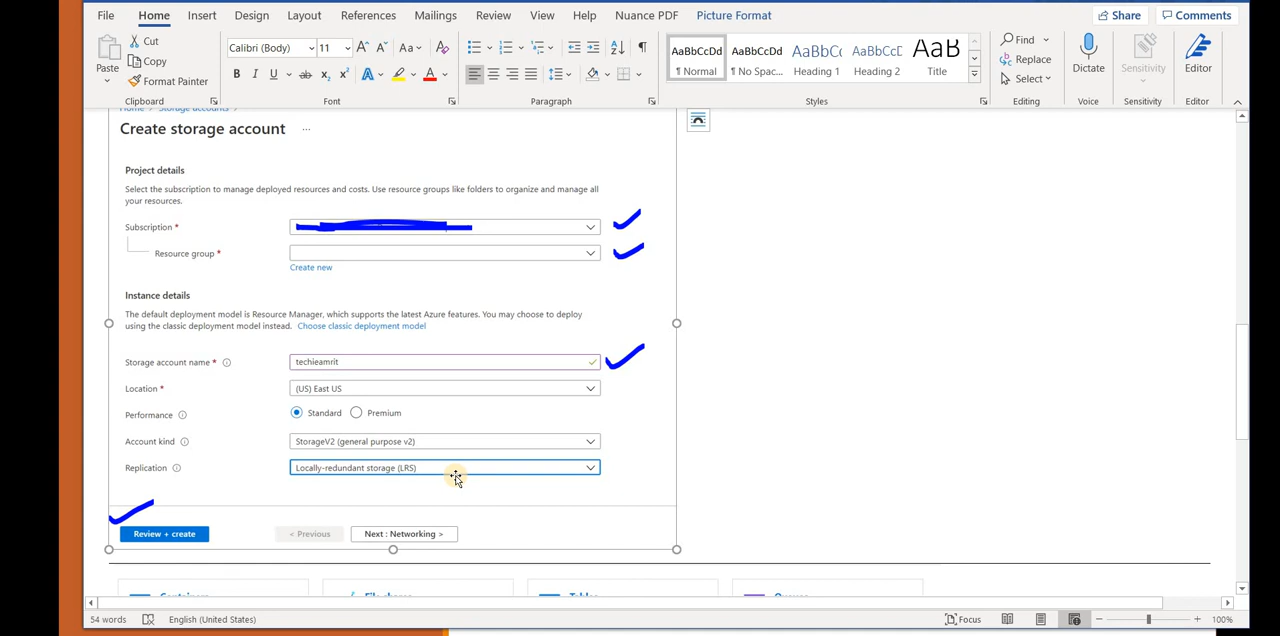 File Home Insert Design Layout References Mailings Review View Help Nuance PDF Picture Format Share Comments
Paste Cut Copy Format Painter
Calibri (Body) 11
Clipboard Font Paragraph Styles Editing Voice Sensitivity Editor
AaBbCcDd ¶ Normal
AaBbCcDd ¶ No Spac...
AaBbC( Heading 1
AaBbCcD Heading 2
AaB Title
Find
Replace
Select
Dictate
Sensitivity
Editor
Home > Storage accounts >
Create storage account ...
Project details
Select the subscription to manage deployed resources and costs. Use resource groups like folders to organize and manage all
your resources.
Subscription *
Resource group *
Create new
Instance details
The default deployment model is Resource Manager, which supports the latest Azure features. You may choose to deploy
using the classic deployment model instead. Choose classic deployment model
Storage account name * techieamrit
Location * (US) East US
Performance Standard Premium
Account kind StorageV2 (general purpose v2)
Replication Locally-redundant storage (LRS)
Review + create < Previous Next : Networking >
54 words English (United States) Focus 100%